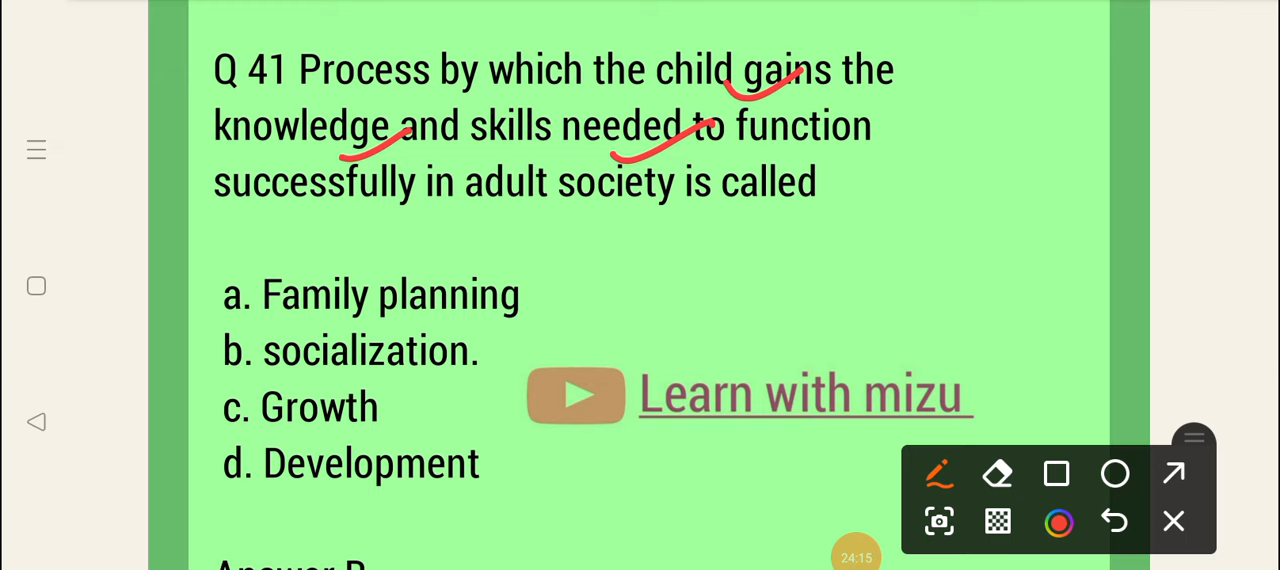 Q 41 Process by which the child gains the
knowledge and skills needed to function
successfully in adult society is called
a. Family planning
b. socialization.
c. Growth
d. Development
Learn with mizu
24:15
Answer B